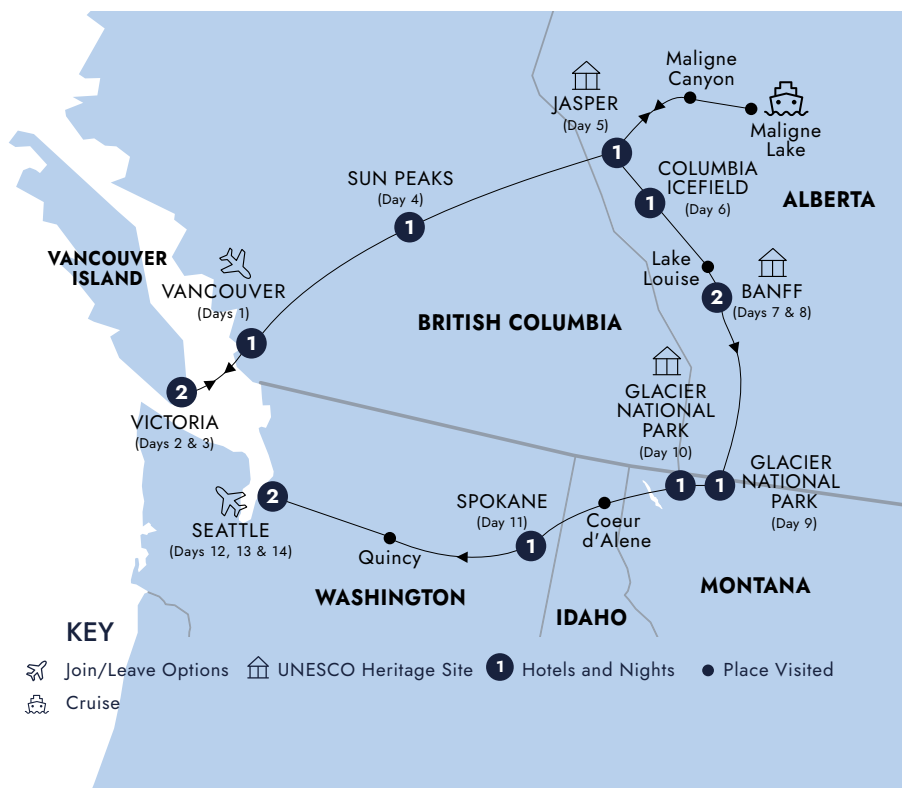 Maligne
Canyon
JASPER
(Day 5)
Maligne
Lake
1
COLUMBIA
ICEFIELD
(Day 6)
1
ALBERTA
SUN PEAKS
(Day 4)
1
VANCOUVER
ISLAND
VANCOUVER
(Days 1)
1
Lake
Louise
BANFF
(Days 7 & 8)
2
BRITISH COLUMBIA
2
VICTORIA
(Days 2 & 3)
GLACIER
NATIONAL
PARK
(Day 10)
1
1
GLACIER
NATIONAL
PARK
(Day 9)
2
SEATTLE
(Days 12, 13 & 14)
Quincy
SPOKANE
(Day 11)
1
Coeur
d'Alene
WASHINGTON
IDAHO
MONTANA
KEY
Join/Leave Options
UNESCO Heritage Site
1 Hotels and Nights
Place Visited
Cruise